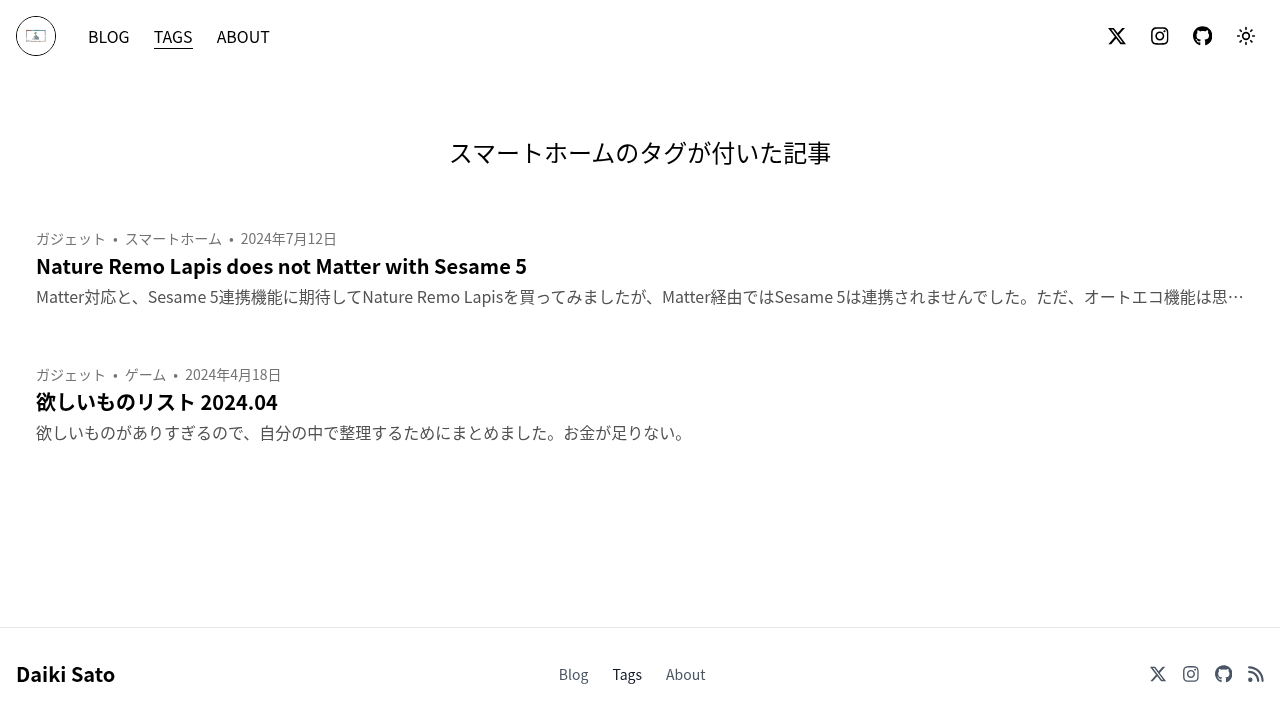 BLOG TAGS ABOUT
スマートホームのタグが付いた記事
ガジェット • スマートホーム • 2024年7月12日
Nature Remo Lapis does not Matter with Sesame 5
Matter対応と、Sesame 5連携機能に期待してNature Remo Lapisを買ってみましたが、Matter経由ではSesame 5は連携されませんでした。ただ、オートエコ機能は思…
ガジェット • ゲーム • 2024年4月18日
欲しいものリスト 2024.04
欲しいものがありすぎるので、自分の中で整理するためにまとめました。お金が足りない。
Daiki Sato
Blog Tags About